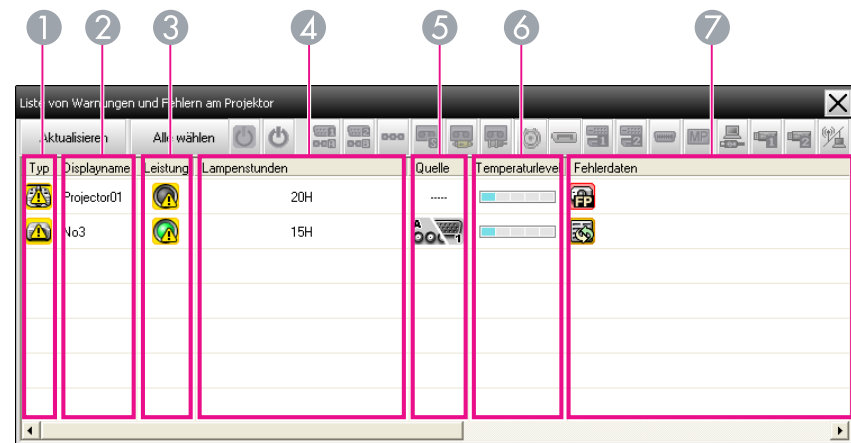 1 2 3 4 5 6 7
Liste von Warnungen und Fehlern am Projektor
Aktualisieren Alle wählen MP
Typ Displayname Leistung Lampenstunden Quelle Temperaturlevel Fehlerdaten
Projector01 20H ----- FP
No3 15H A 1